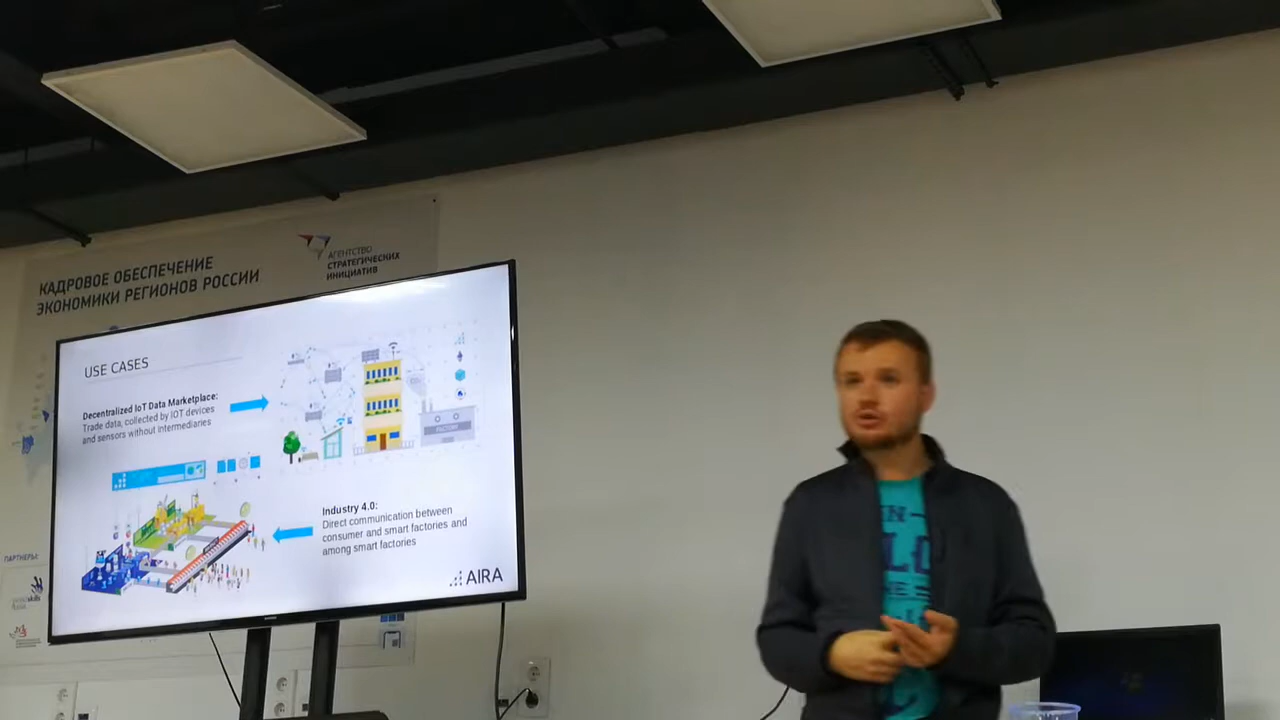 КАДРОВОЕ ОБЕСПЕЧЕНИЕ
ЭКОНОМИКИ РЕГИОНОВ РОССИИ
АГЕНТСТВО
СТРАТЕГИЧЕСКИХ
ИНИЦИАТИВ
USE CASES
Decentralized IoT Data Marketplace:
Trade data, collected by IOT devices
and sensors without intermediaries
FACTORY
Industry 4.0:
Direct communication between
consumer and smart factories and
among smart factories
AIRA
ПАРТНЕРЫ: